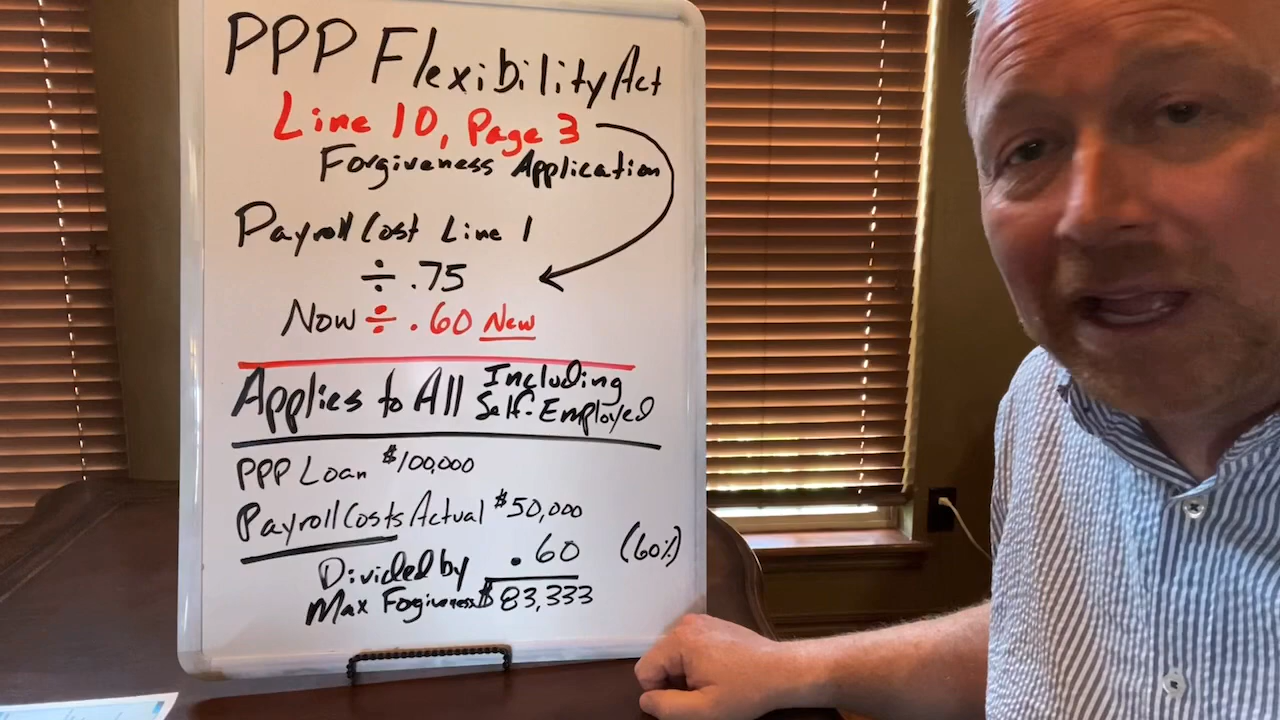 PPP Flexibility Act
Line 10, Page 3
Forgiveness Application
Payroll Cost Line 1
÷ .75
Now ÷ .60 New
Applies to All Including
Self-Employed
PPP Loan $100,000
Payroll Costs Actual $50,000
Divided by .60 (60%)
Max Forgiveness $83,333